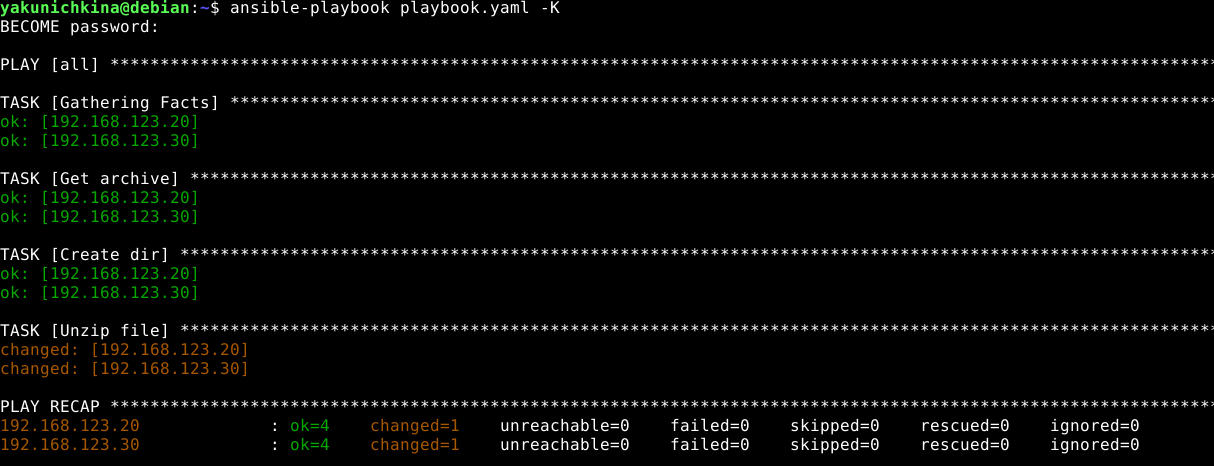 yakunichkina@debian:~$ ansible-playbook playbook.yaml -K
BECOME password:
PLAY [all] ***************************************************************************************************************
TASK [Gathering Facts] ***************************************************************************************************
ok: [192.168.123.20]
ok: [192.168.123.30]
TASK [Get archive] *******************************************************************************************************
ok: [192.168.123.20]
ok: [192.168.123.30]
TASK [Create dir] ********************************************************************************************************
ok: [192.168.123.20]
ok: [192.168.123.30]
TASK [Unzip file] ********************************************************************************************************
changed: [192.168.123.20]
changed: [192.168.123.30]
PLAY RECAP ***************************************************************************************************************
192.168.123.20 : ok=4 changed=1 unreachable=0 failed=0 skipped=0 rescued=0 ignored=0
192.168.123.30 : ok=4 changed=1 unreachable=0 failed=0 skipped=0 rescued=0 ignored=0